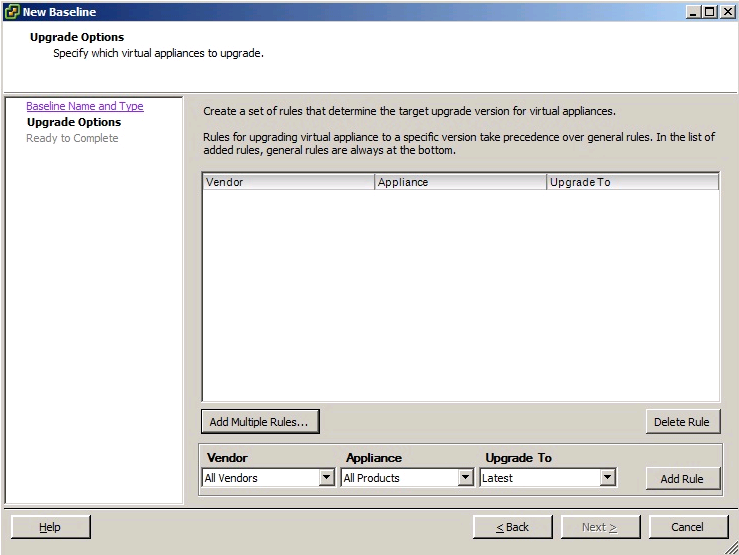 New Baseline
Upgrade Options
Specify which virtual appliances to upgrade.
Baseline Name and Type
Upgrade Options
Ready to Complete
Create a set of rules that determine the target upgrade version for virtual appliances.
Rules for upgrading virtual appliance to a specific version take precedence over general rules. In the list of
added rules, general rules are always at the bottom.
Vendor Appliance Upgrade To
Add Multiple Rules... Delete Rule
Vendor Appliance Upgrade To
All Vendors All Products Latest Add Rule
Help < Back Next > Cancel